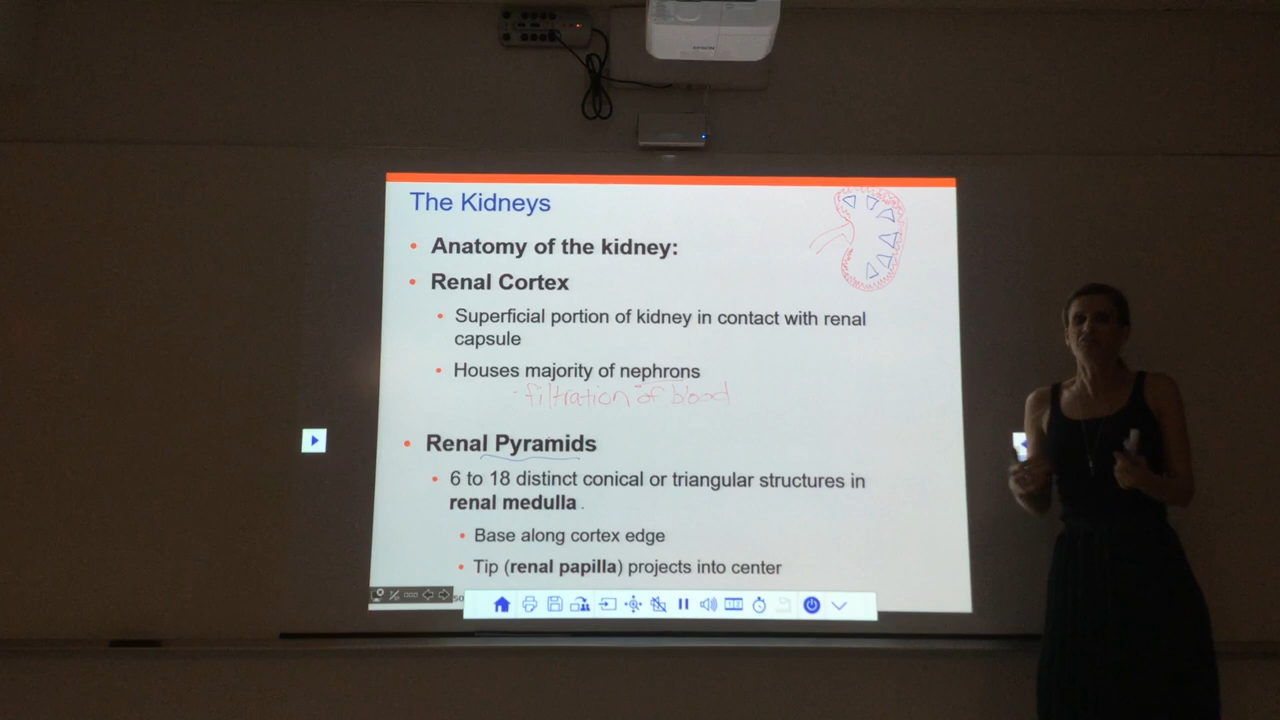 EPSON
The Kidneys
• Anatomy of the kidney:
• Renal Cortex
• Superficial portion of kidney in contact with renal
capsule
• Houses majority of nephrons
· filtration of blood
• Renal Pyramids
• 6 to 18 distinct conical or triangular structures in
renal medulla.
• Base along cortex edge
• Tip (renal papilla) projects into center